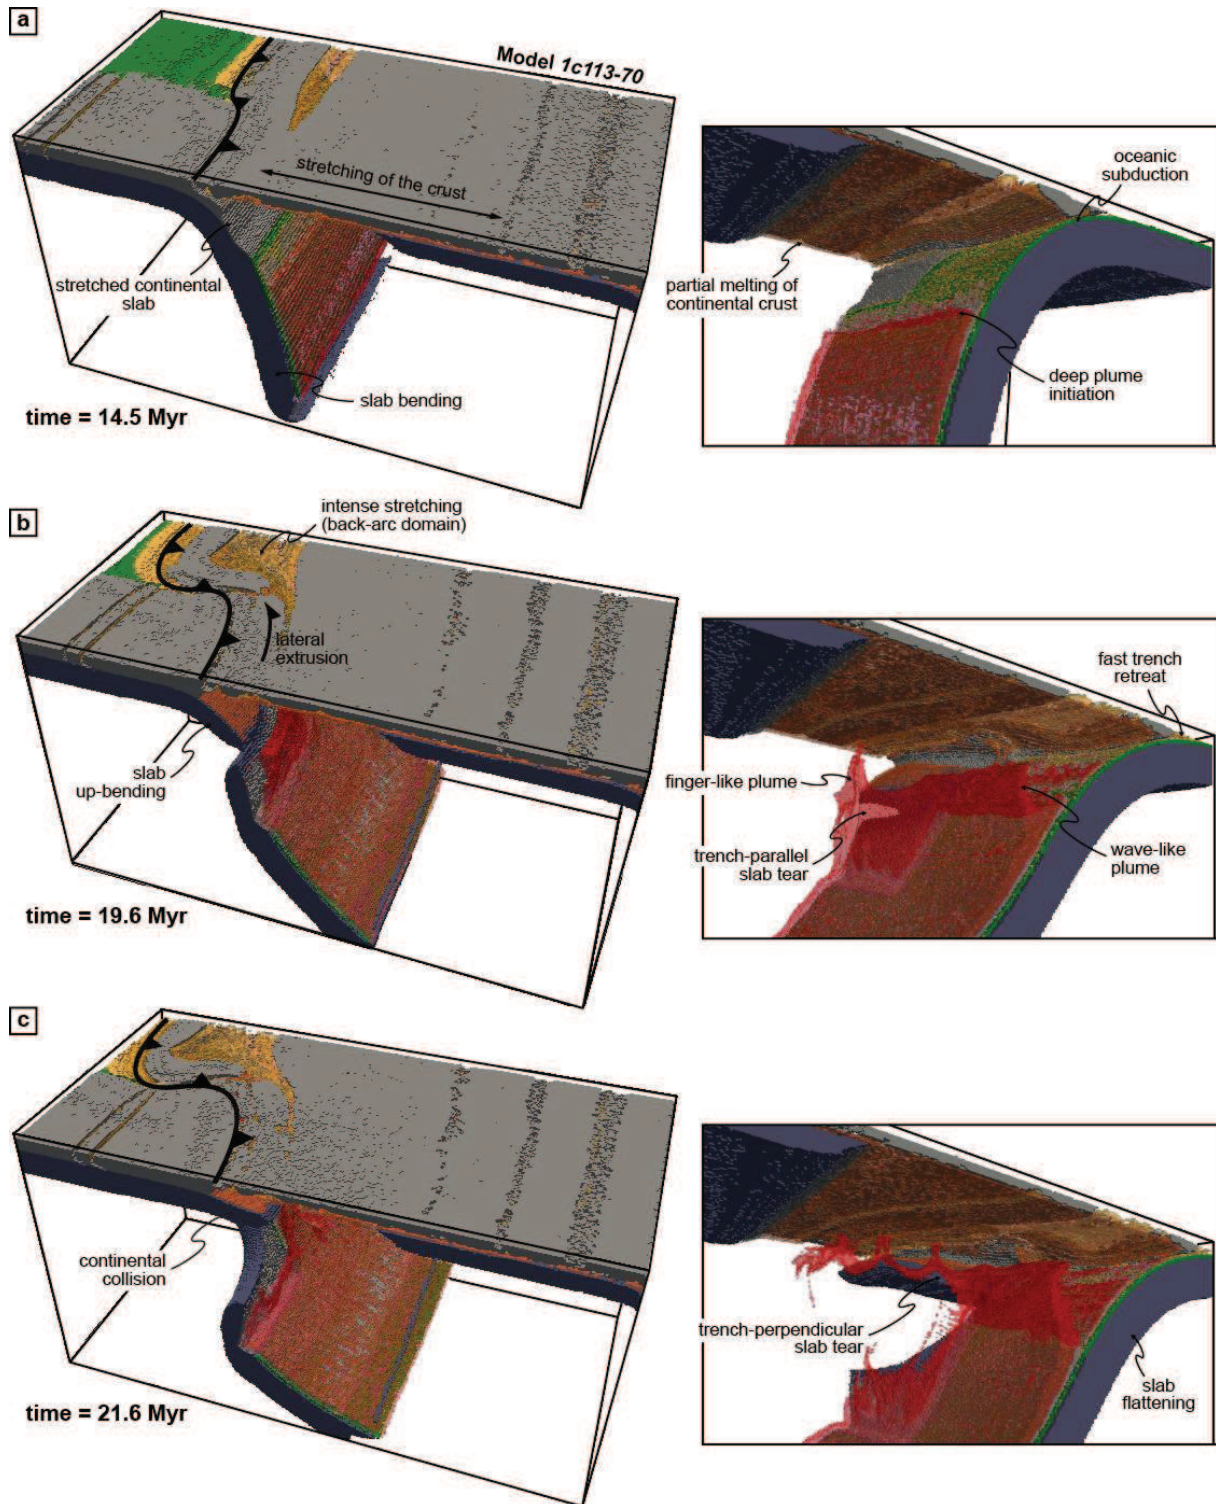 a
Model 1c113-70
stretching of the crust
stretched continental
slab
slab bending
time = 14.5 Myr
oceanic
subduction
partial melting of
continental crust
deep plume
initiation
b
intense stretching
(back-arc domain)
lateral
extrusion
slab
up-bending
time = 19.6 Myr
fast trench
retreat
finger-like plume
trench-parallel
slab tear
wave-like
plume
c
continental
collision
time = 21.6 Myr
trench-perpendicular
slab tear
slab
flattening